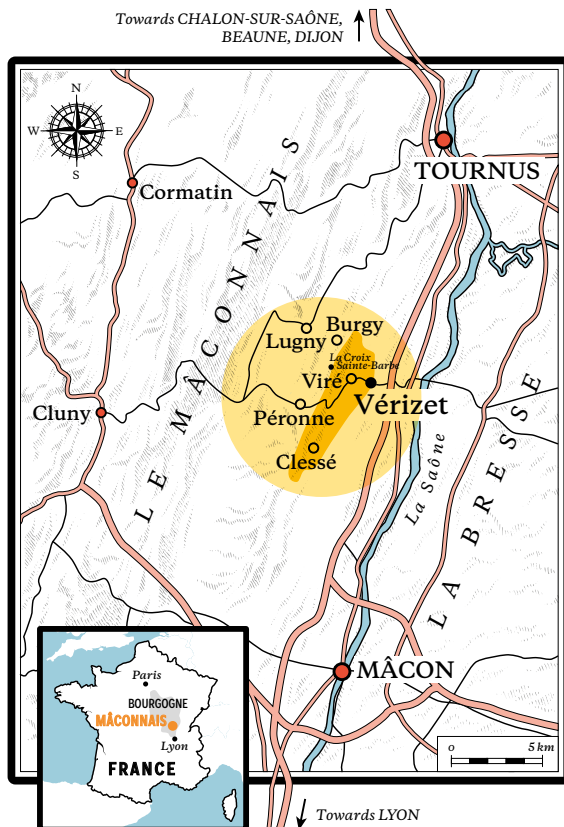 Towards CHALON-SUR-SAÔNE,
BEAUNE, DIJON
N
W
E
S
TOURNUS
Cormatin
LE MÂCONNAIS
Burgy
Lugny
La Croix
Sainte-Barbe
Viré
Vérizet
Cluny
Péronne
Clessé
La Saône
LA BRESSE
MÂCON
Paris
BOURGOGNE
MÂCONNAIS
Lyon
FRANCE
0 5 km
Towards LYON